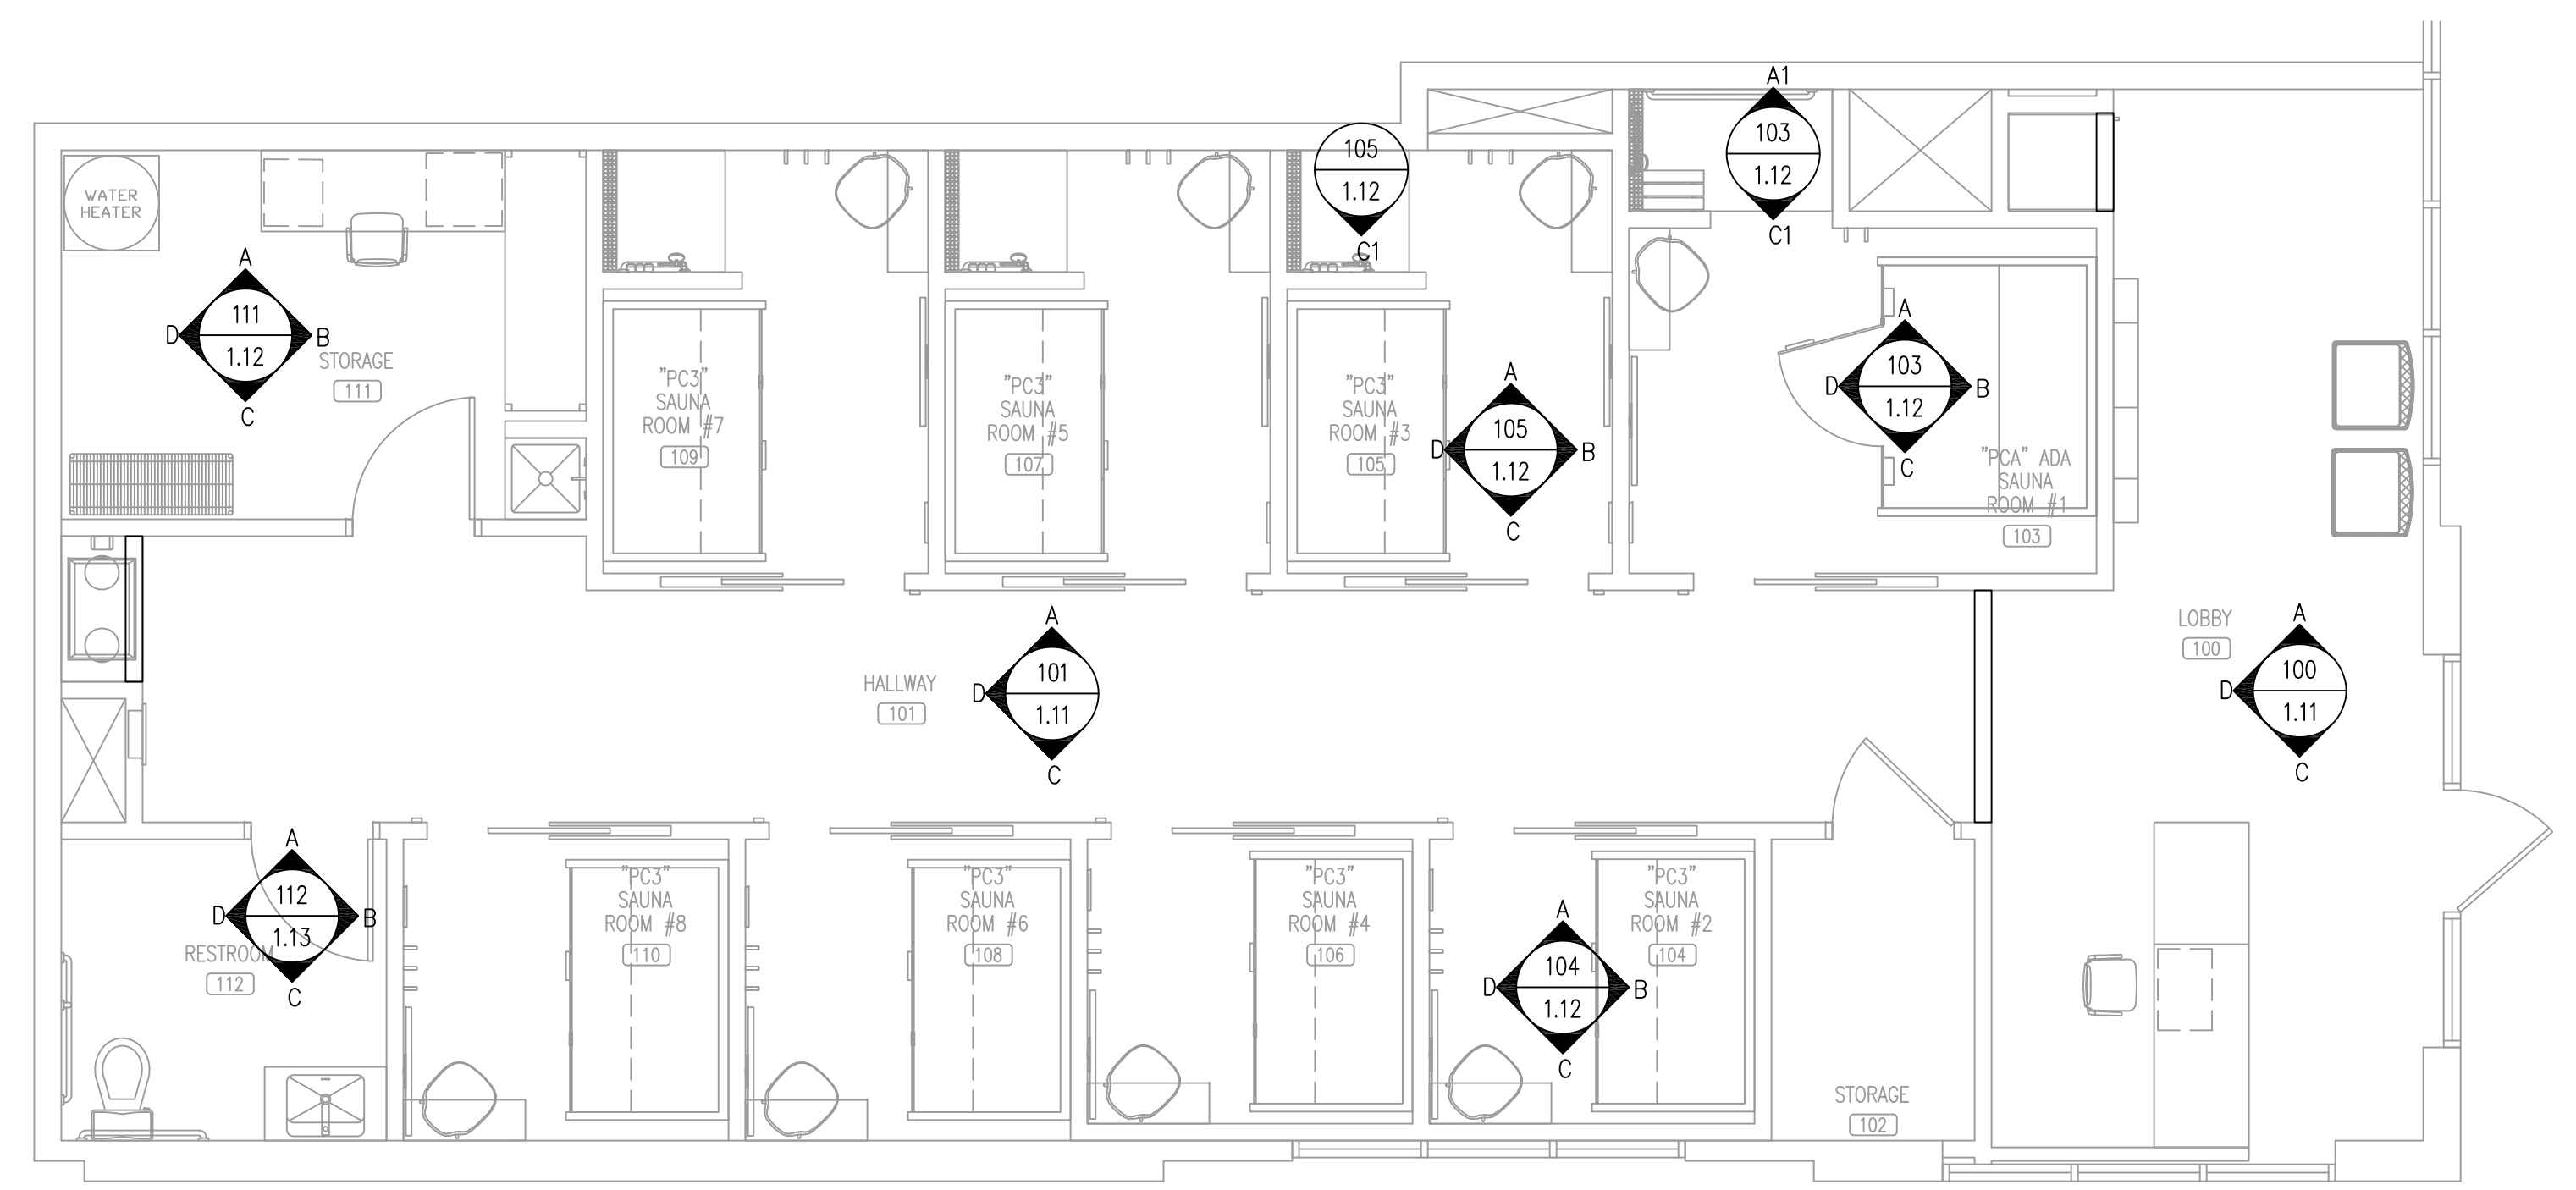 A1
103
1.12
C1
105
1.12
C1
WATER
HEATER
A
111
D
B
1.12
C
STORAGE
111
"PC3"
SAUNA
ROOM #7
109
"PC3"
SAUNA
ROOM #5
107
"PC3"
SAUNA
ROOM #3
105
A
105
D
B
1.12
C
A
103
D
B
1.12
C
"PCA" ADA
SAUNA
ROOM #1
103
HALLWAY
101
A
101
D
1.11
C
LOBBY
100
A
100
D
1.11
C
A
112
D
B
1.13
C
RESTROOM
112
"PC3"
SAUNA
ROOM #8
110
"PC3"
SAUNA
ROOM #6
108
"PC3"
SAUNA
ROOM #4
106
"PC3"
SAUNA
ROOM #2
104
A
104
D
B
1.12
C
STORAGE
102